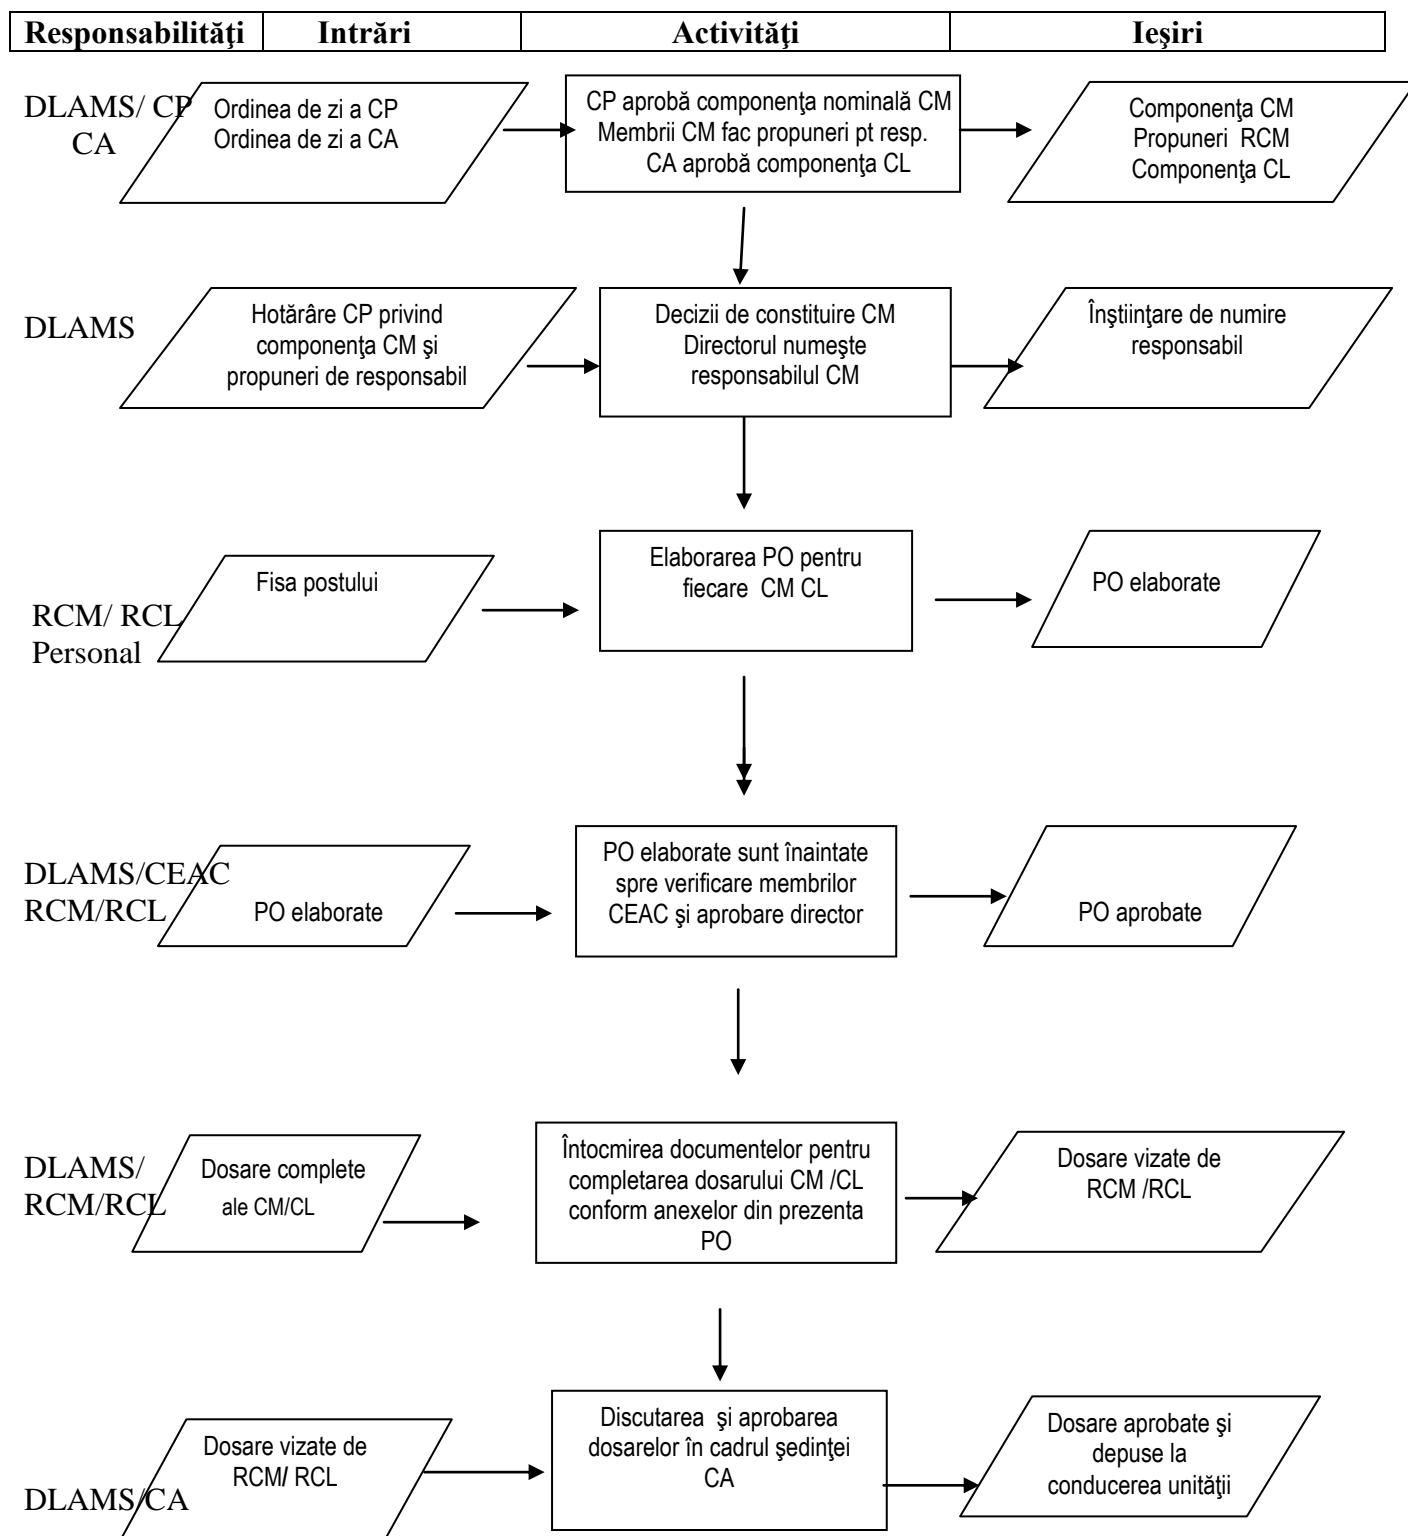 Responsabilităţi Intrări Activităţi Ieşiri
DLAMS/ CP
CA
Ordinea de zi a CP
Ordinea de zi a CA
CP aprobă componenţa nominală CM
Membrii CM fac propuneri pt resp.
CA aprobă componenţa CL
Componenţa CM
Propuneri RCM
Componenţa CL
DLAMS
Hotărâre CP privind
componenţa CM şi
propuneri de responsabil
Decizii de constituire CM
Directorul numeşte
responsabilul CM
Înştiinţare de numire
responsabil
RCM/ RCL
Personal
Fisa postului
Elaborarea PO pentru
fiecare CM CL
PO elaborate
DLAMS/CEAC
RCM/RCL
PO elaborate
PO elaborate sunt înaintate
spre verificare membrilor
CEAC şi aprobare director
PO aprobate
DLAMS/
RCM/RCL
Dosare complete
ale CM/CL
Întocmirea documentelor pentru
completarea dosarului CM /CL
conform anexelor din prezenta
PO
Dosare vizate de
RCM /RCL
DLAMS/CA
Dosare vizate de
RCM/ RCL
Discutarea şi aprobarea
dosarelor în cadrul şedinţei
CA
Dosare aprobate şi
depuse la
conducerea unităţii